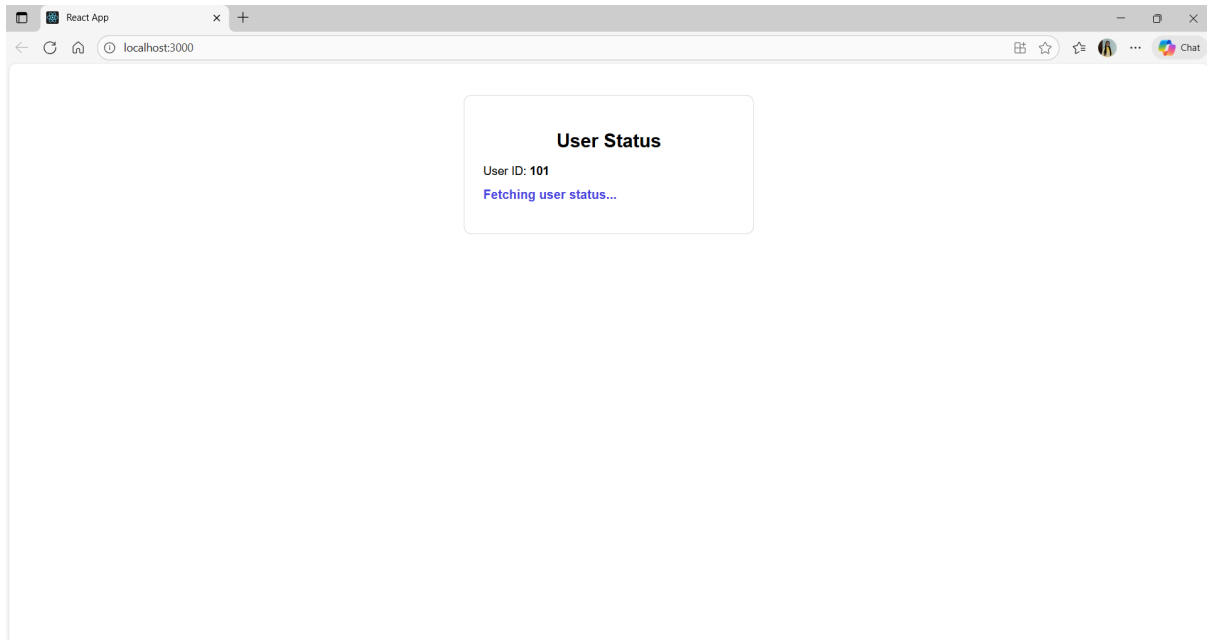 React App
localhost:3000
Chat
User Status
User ID: 101
Fetching user status...